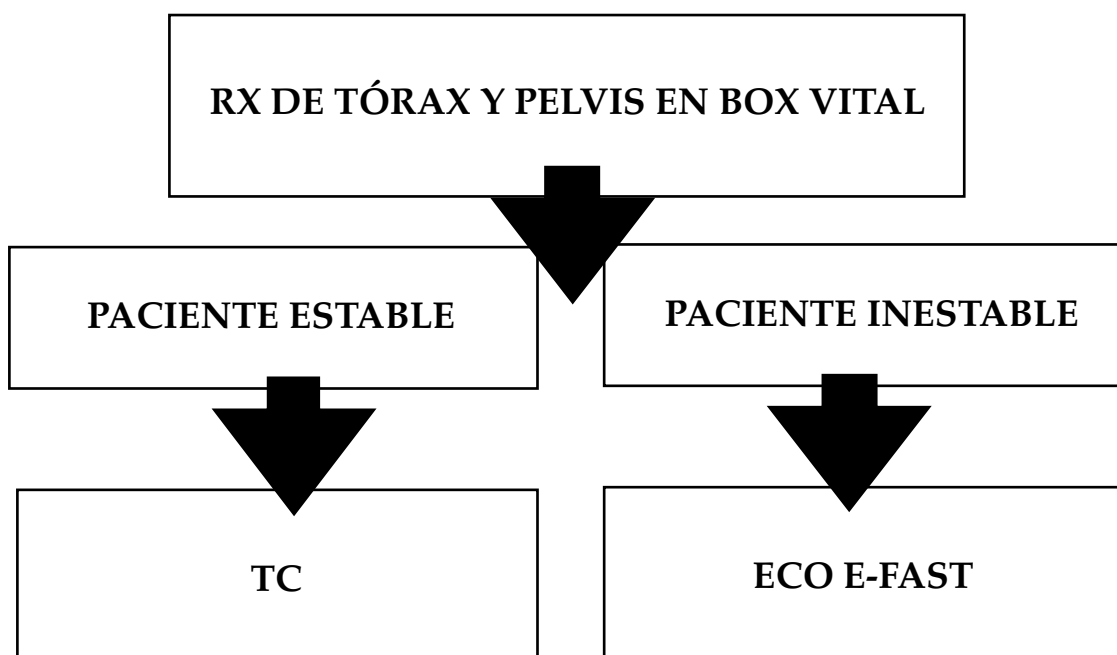 RX DE TÓRAX Y PELVIS EN BOX VITAL
PACIENTE ESTABLE
PACIENTE INESTABLE
TC
ECO E-FAST